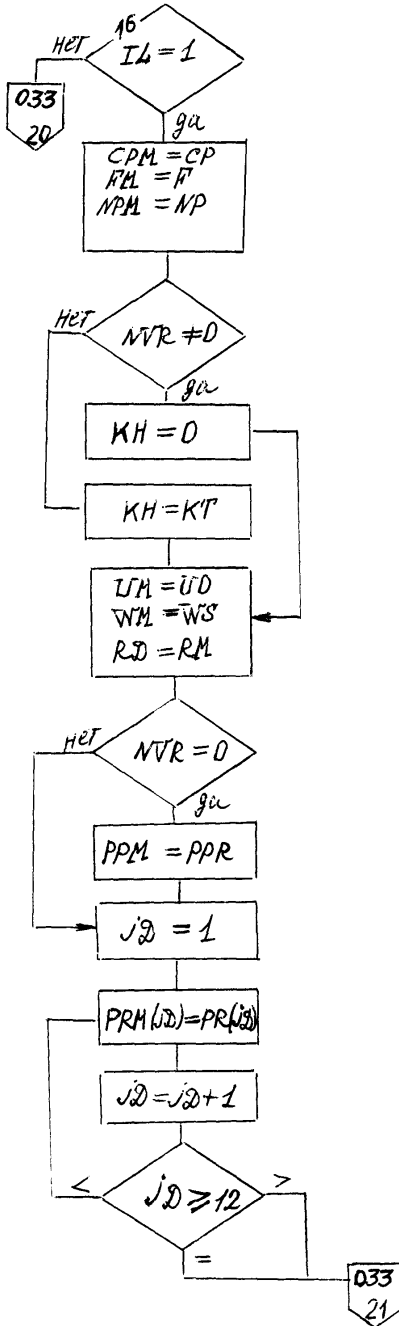 16
IL = 1
нет
033
20
да
CPM = CP
FM = F
NPM = NP
нет
NVR ≠ 0
да
KH = 0
KH = KT
UM = UD
WM = WS
RD = RM
нет
NVR = 0
да
PPM = PPR
jD = 1
PRM(jD)=PR(jD)
jD=jD+1
<
>
jD ⩾ 12
=
033
21